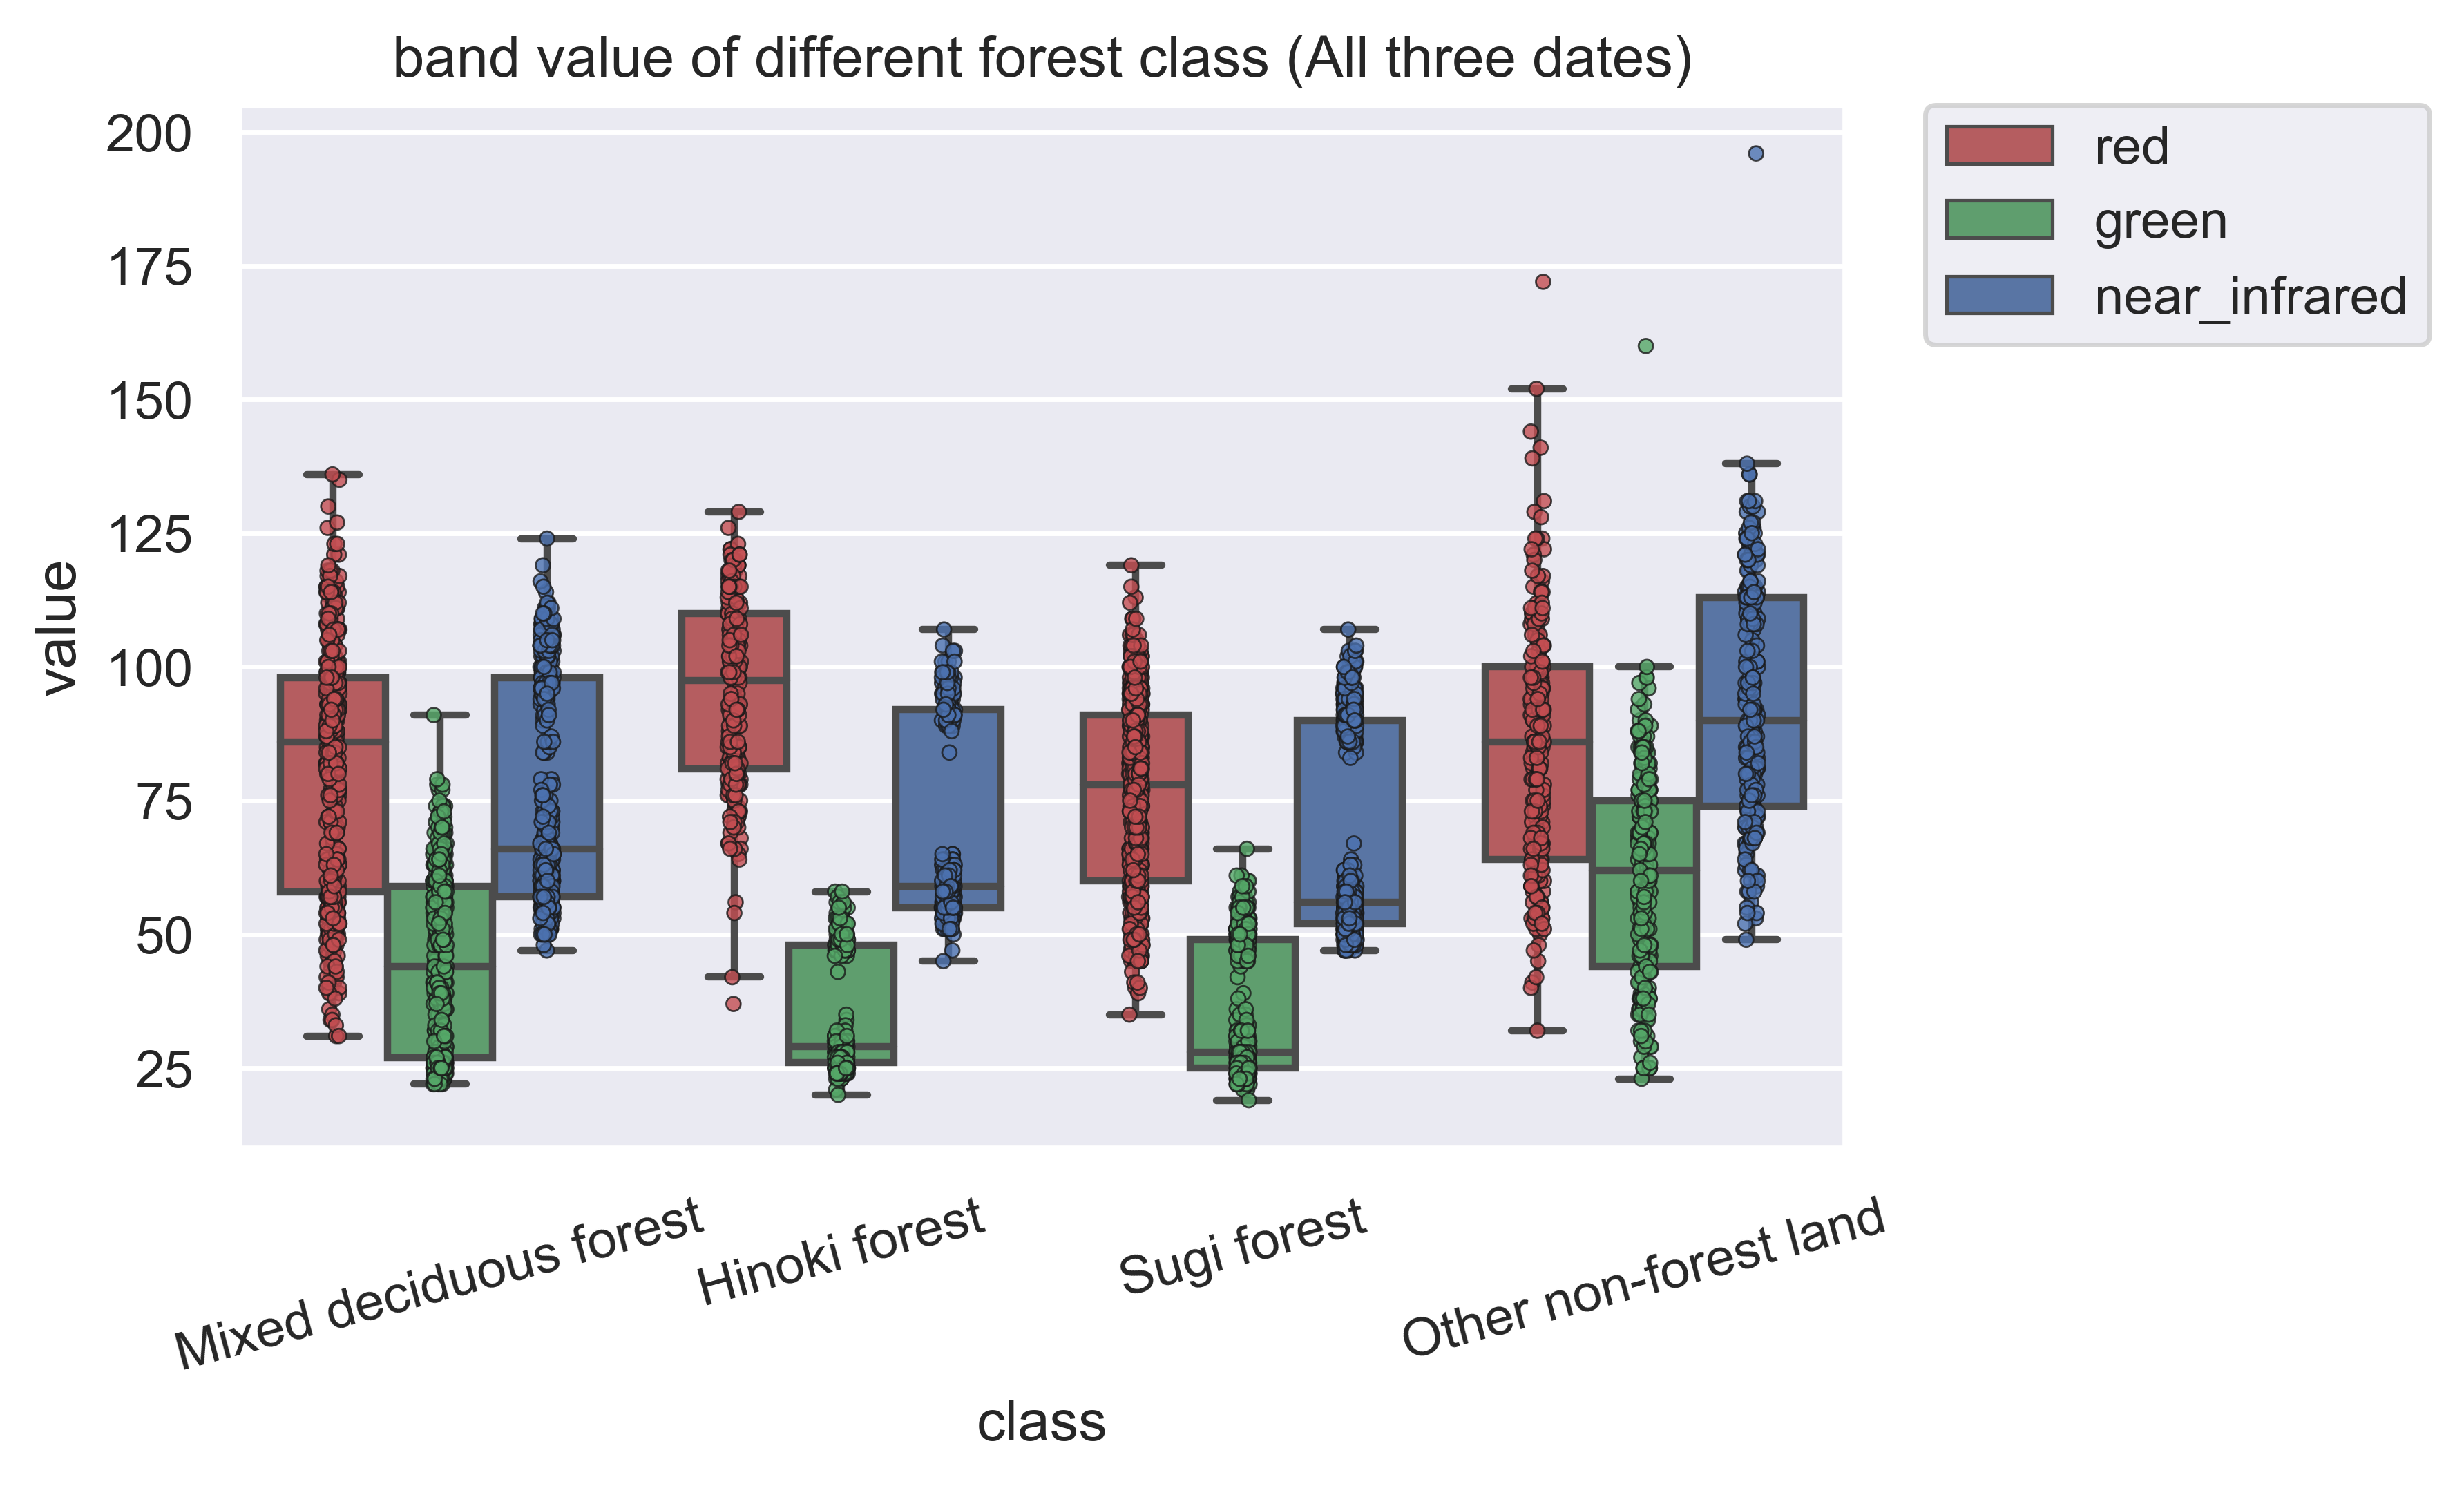 band value of different forest class (All three dates)
200
175
150
125
100
75
50
25
value
Mixed deciduous forest
Hinoki forest
Sugi forest
Other non-forest land
class
red
green
near_infrared